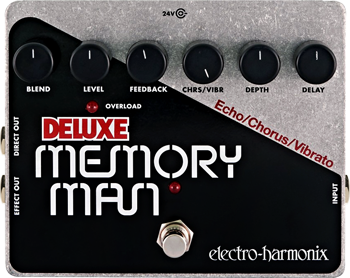 24V
BLEND LEVEL FEEDBACK CHRS/VIBR DEPTH DELAY
OVERLOAD
Echo/Chorus/Vibrato
DELUXE
MEMORY
MAN
DIRECT OUT
EFFECT OUT
INPUT
electro-harmonix